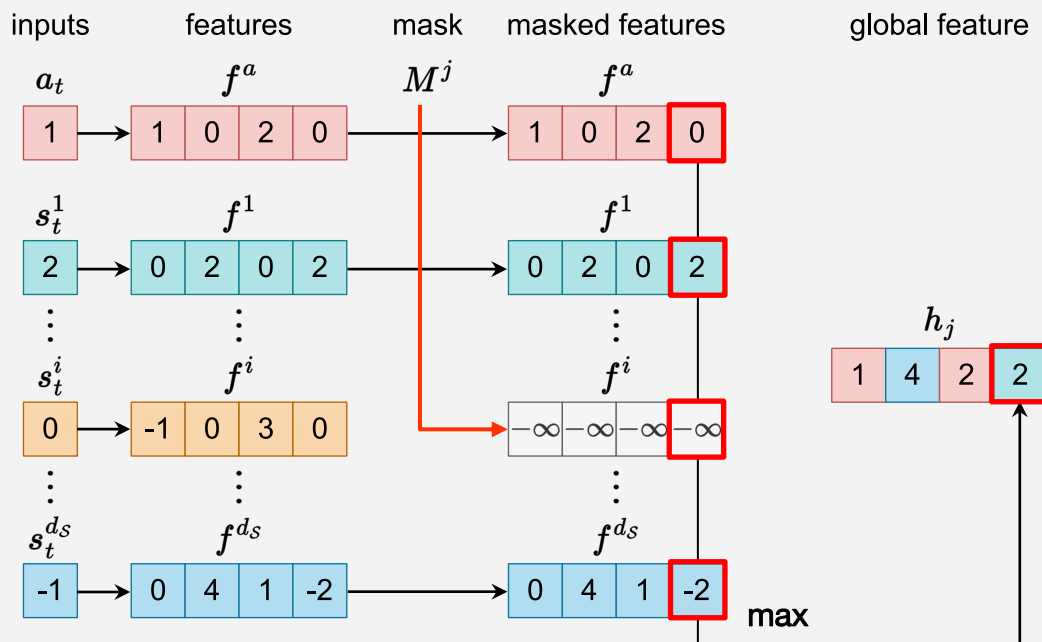 inputs features mask masked features global feature
a_t f^a M^j f^a
1 1 0 2 0 1 0 2 0
s_t^1 f^1 f^1
2 0 2 0 2 0 2 0 2
⋮ ⋮ ⋮ h_j
s_t^i f^i f^i 1 4 2 2
0 -1 0 3 0 −∞ −∞ −∞ −∞
⋮ ⋮ ⋮
s_t^{d_S} f^{d_S} f^{d_S}
-1 0 4 1 -2 0 4 1 -2
max